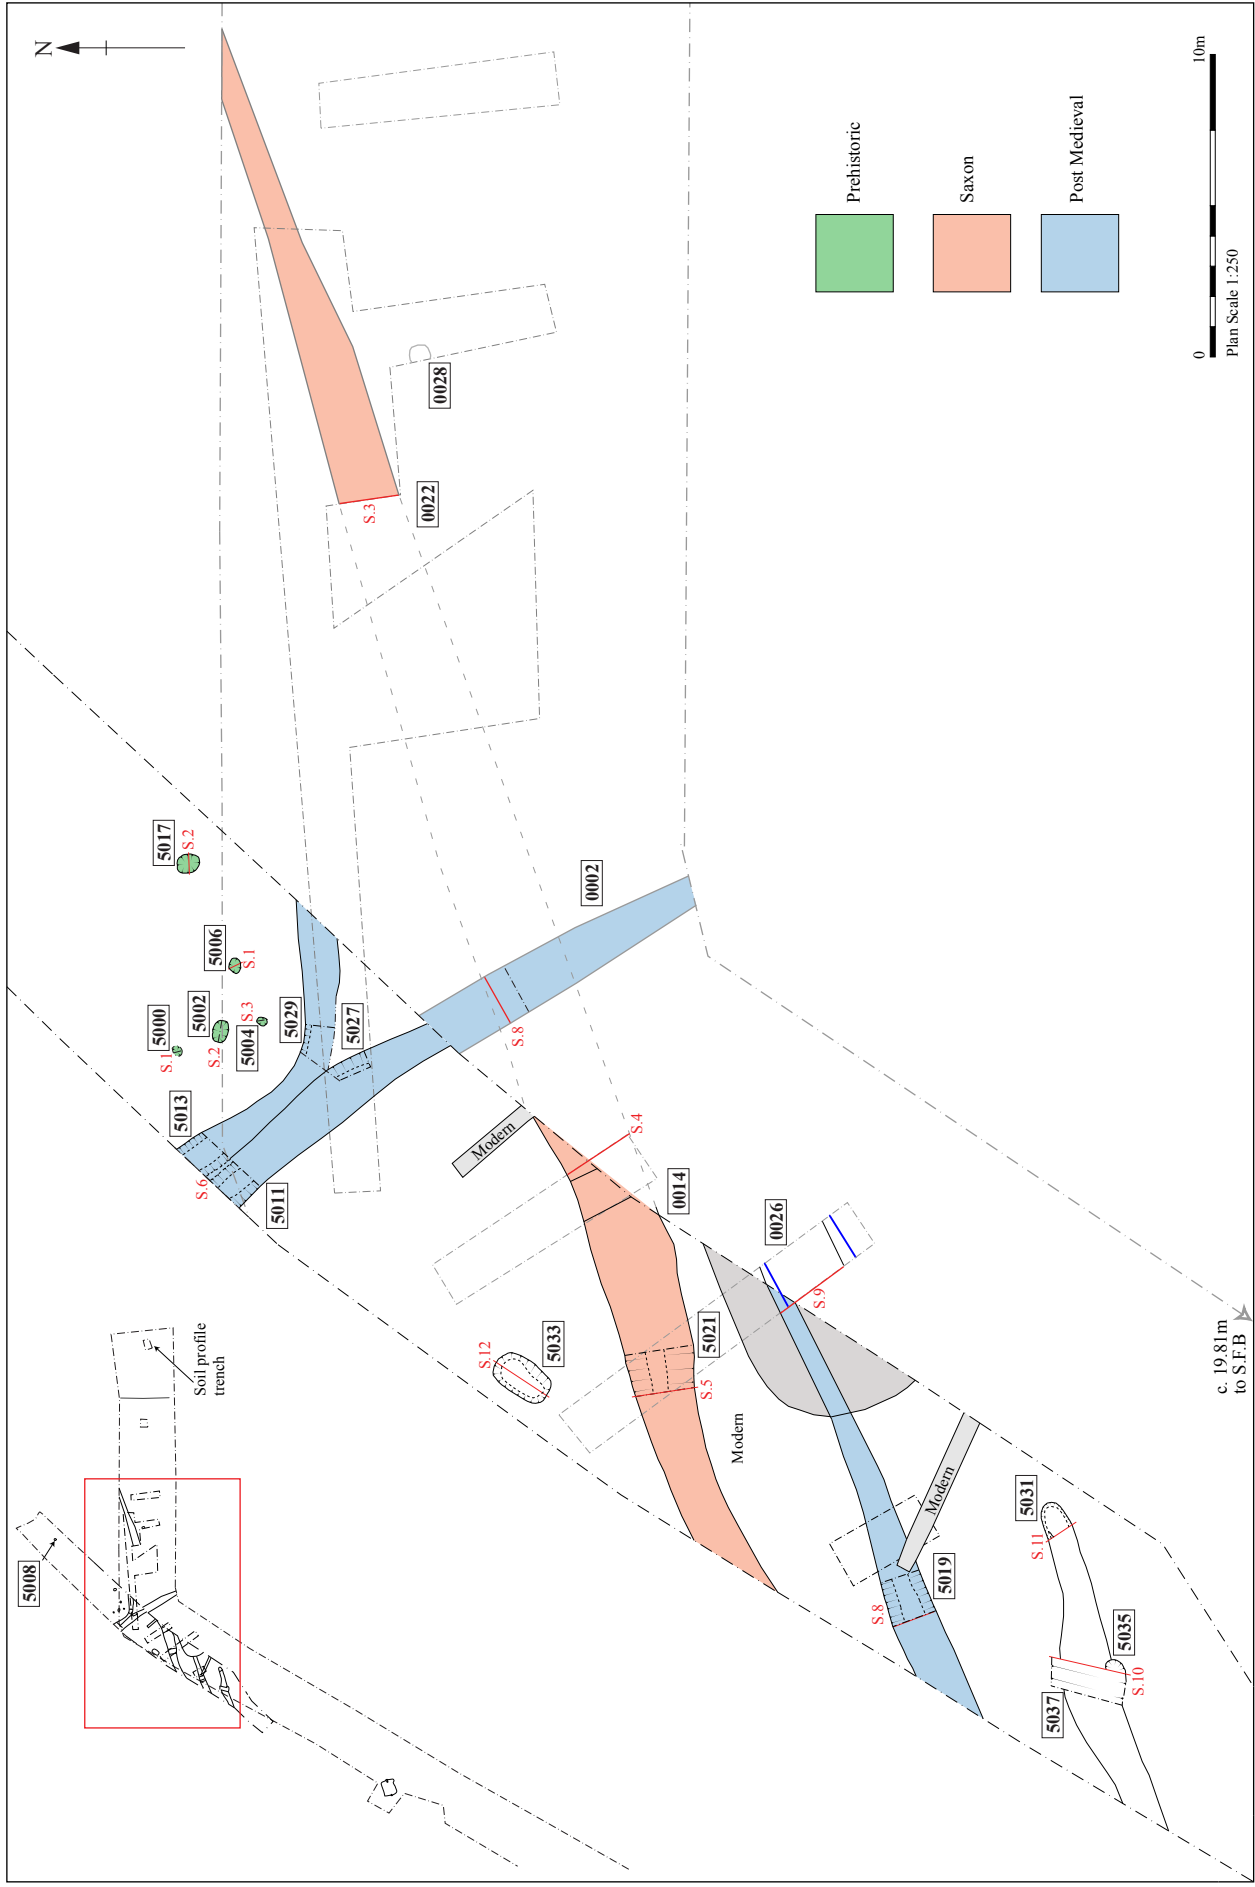 N
5008
Soil profile
trench
5017
S.2
5006
S.1
5000
S.1
5002
S.2
5004
S.3
5029
5027
5013
S.6
5011
0002
S.8
0022
S.3
0028
Modern
S.4
0014
S.12
5033
5021
S.5
Modern
0026
S.9
Modern
5019
S.8
5031
S.11
5035
S.10
5037
c. 19.81m
to S.F.B
Prehistoric
Saxon
Post Medieval
0
10m
Plan Scale 1:250